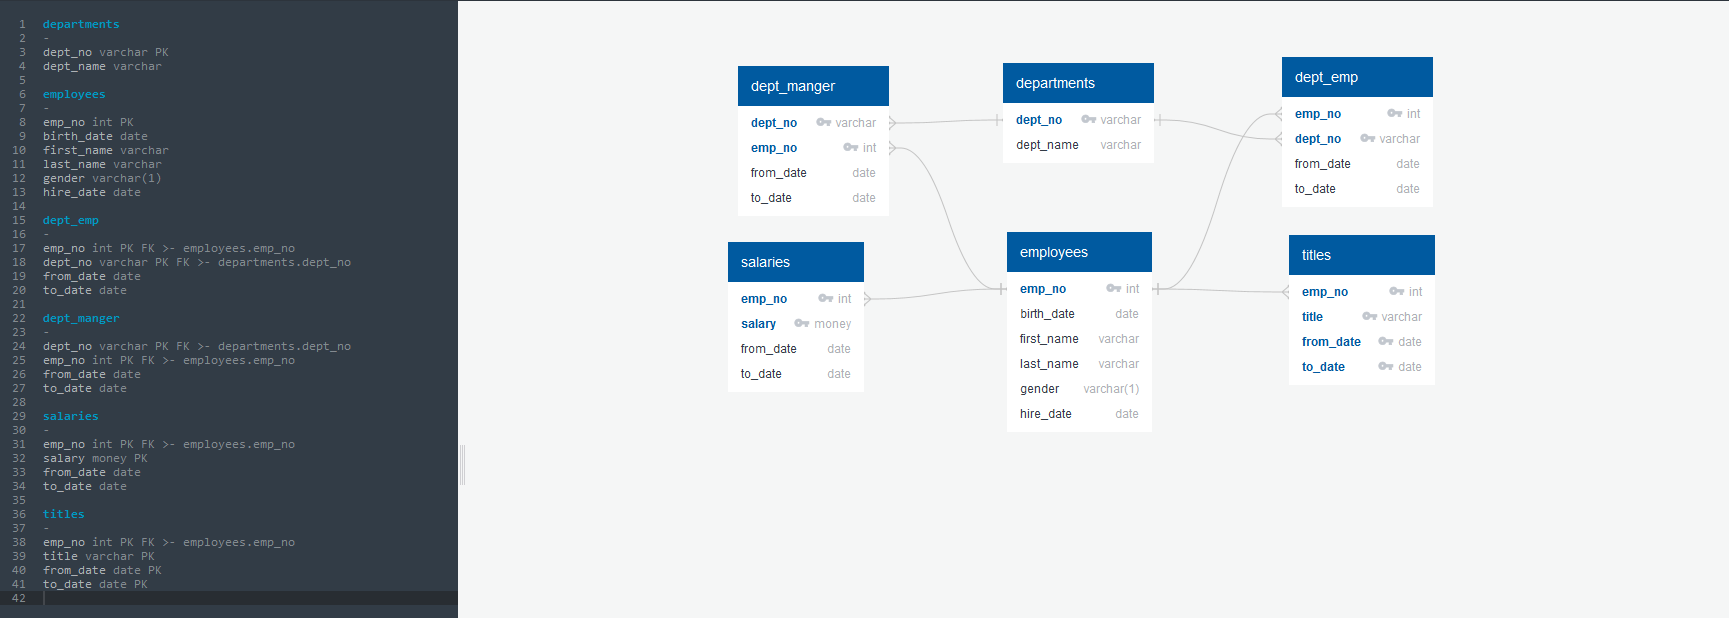 1 departments
2 -
3 dept_no varchar PK
4 dept_name varchar
5
6 employees
7 -
8 emp_no int PK
9 birth_date date
10 first_name varchar
11 last_name varchar
12 gender varchar(1)
13 hire_date date
14
15 dept_emp
16 -
17 emp_no int PK FK >- employees.emp_no
18 dept_no varchar PK FK >- departments.dept_no
19 from_date date
20 to_date date
21
22 dept_manger
23 -
24 dept_no varchar PK FK >- departments.dept_no
25 emp_no int PK FK >- employees.emp_no
26 from_date date
27 to_date date
28
29 salaries
30 -
31 emp_no int PK FK >- employees.emp_no
32 salary money PK
33 from_date date
34 to_date date
35
36 titles
37 -
38 emp_no int PK FK >- employees.emp_no
39 title varchar PK
40 from_date date PK
41 to_date date PK
42
dept_manger
dept_no varchar
emp_no int
from_date date
to_date date
departments
dept_no varchar
dept_name varchar
dept_emp
emp_no int
dept_no varchar
from_date date
to_date date
salaries
emp_no int
salary money
from_date date
to_date date
employees
emp_no int
birth_date date
first_name varchar
last_name varchar
gender varchar(1)
hire_date date
titles
emp_no int
title varchar
from_date date
to_date date